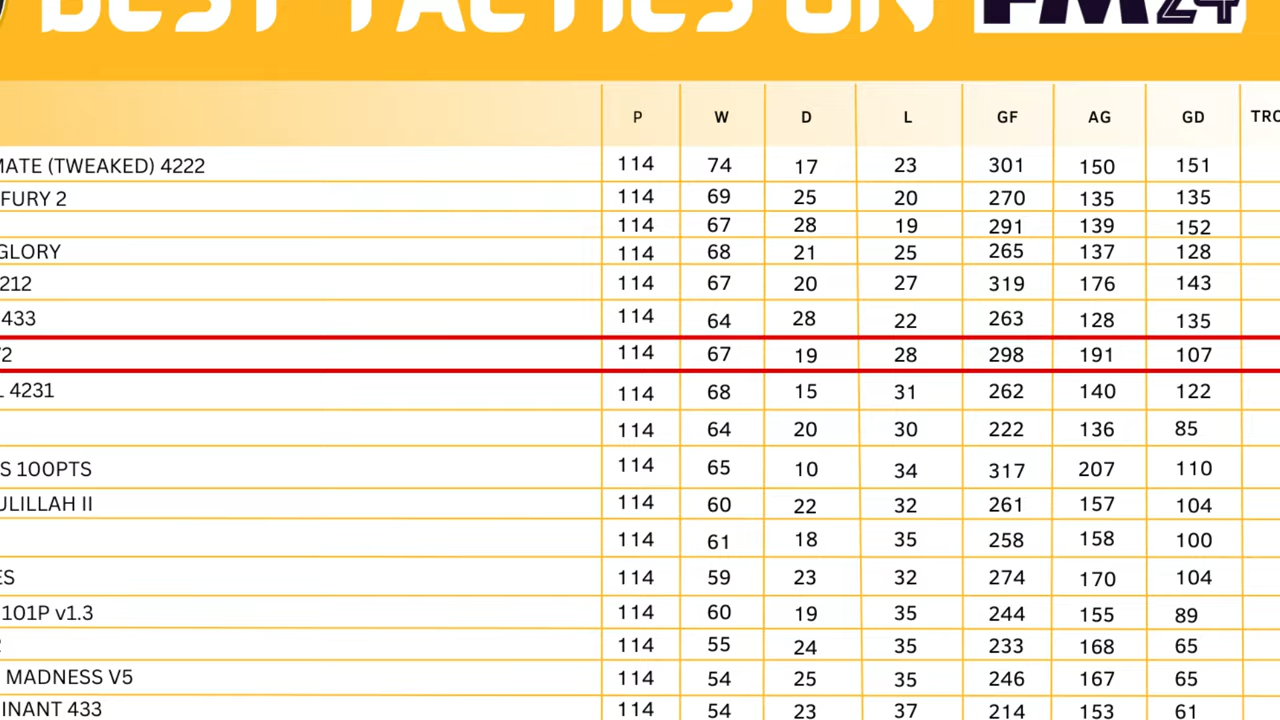 BEST TACTICS ON FM24
P W D L GF AG GD
MATE (TWEAKED) 4222 114 74 17 23 301 150 151
FURY 2 114 69 25 20 270 135 135
114 67 28 19 291 139 152
GLORY 114 68 21 25 265 137 128
212 114 67 20 27 319 176 143
433 114 64 28 22 263 128 135
2 114 67 19 28 298 191 107
4231 114 68 15 31 262 140 122
114 64 20 30 222 136 85
S 100PTS 114 65 10 34 317 207 110
ULILLAH II 114 60 22 32 261 157 104
114 61 18 35 258 158 100
ES 114 59 23 32 274 170 104
101P v1.3 114 60 19 35 244 155 89
114 55 24 35 233 168 65
MADNESS V5 114 54 25 35 246 167 65
INANT 433 114 54 23 37 214 153 61